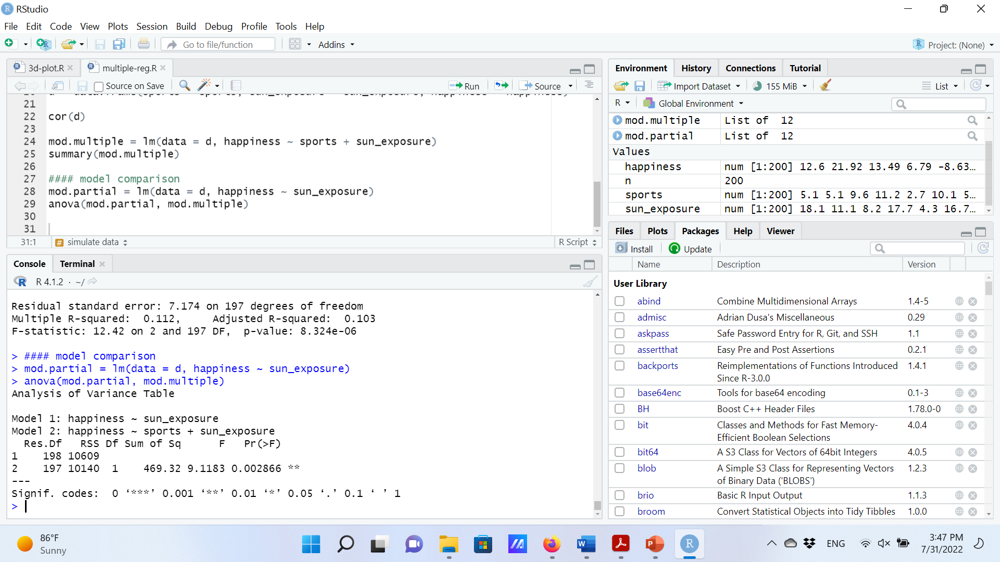 RStudio
File Edit Code View Plots Session Build Debug Profile Tools Help
Go to file/function Addins Project: (None)
3d-plot.R multiple-reg.R
Source on Save Run Source
21
22 cor(d)
23
24 mod.multiple = lm(data = d, happiness ~ sports + sun_exposure)
25 summary(mod.multiple)
26
27 #### model comparison
28 mod.partial = lm(data = d, happiness ~ sun_exposure)
29 anova(mod.partial, mod.multiple)
30
31
31:1 # simulate data R Script
Console Terminal
R 4.1.2 · ~/
Residual standard error: 7.174 on 197 degrees of freedom
Multiple R-squared:  0.112,     Adjusted R-squared:  0.103
F-statistic: 12.42 on 2 and 197 DF,  p-value: 8.324e-06
> #### model comparison
> mod.partial = lm(data = d, happiness ~ sun_exposure)
> anova(mod.partial, mod.multiple)
Analysis of Variance Table
Model 1: happiness ~ sun_exposure
Model 2: happiness ~ sports + sun_exposure
  Res.Df   RSS Df Sum of Sq      F   Pr(>F)
1    198 10609
2    197 10140  1    469.32 9.1183 0.002866 **
---
Signif. codes:  0 ‘***’ 0.001 ‘**’ 0.01 ‘*’ 0.05 ‘.’ 0.1 ‘ ’ 1
>
Environment History Connections Tutorial
Import Dataset 155 MiB List
R Global Environment
mod.multiple List of 12
mod.partial List of 12
Values
happiness num [1:200] 12.6 21.92 13.49 6.79 -8.63…
n 200
sports num [1:200] 5.1 5.1 9.6 11.2 2.7 10.1 5…
sun_exposure num [1:200] 18.1 11.1 8.2 17.7 4.3 16.7…
Files Plots Packages Help Viewer
Install Update
Name Description Version
User Library
abind Combine Multidimensional Arrays 1.4-5
admisc Adrian Dusa's Miscellaneous 0.29
askpass Safe Password Entry for R, Git, and SSH 1.1
assertthat Easy Pre and Post Assertions 0.2.1
backports Reimplementations of Functions Introduced 1.4.1
Since R-3.0.0
base64enc Tools for base64 encoding 0.1-3
BH Boost C++ Header Files 1.78.0-0
bit Classes and Methods for Fast Memory- 4.0.4
Efficient Boolean Selections
bit64 A S3 Class for Vectors of 64bit Integers 4.0.5
blob A Simple S3 Class for Representing Vectors 1.2.3
of Binary Data ('BLOBS')
brio Basic R Input Output 1.1.3
broom Convert Statistical Objects into Tidy Tibbles 1.0.0
86°F
Sunny
ENG
3:47 PM
7/31/2022